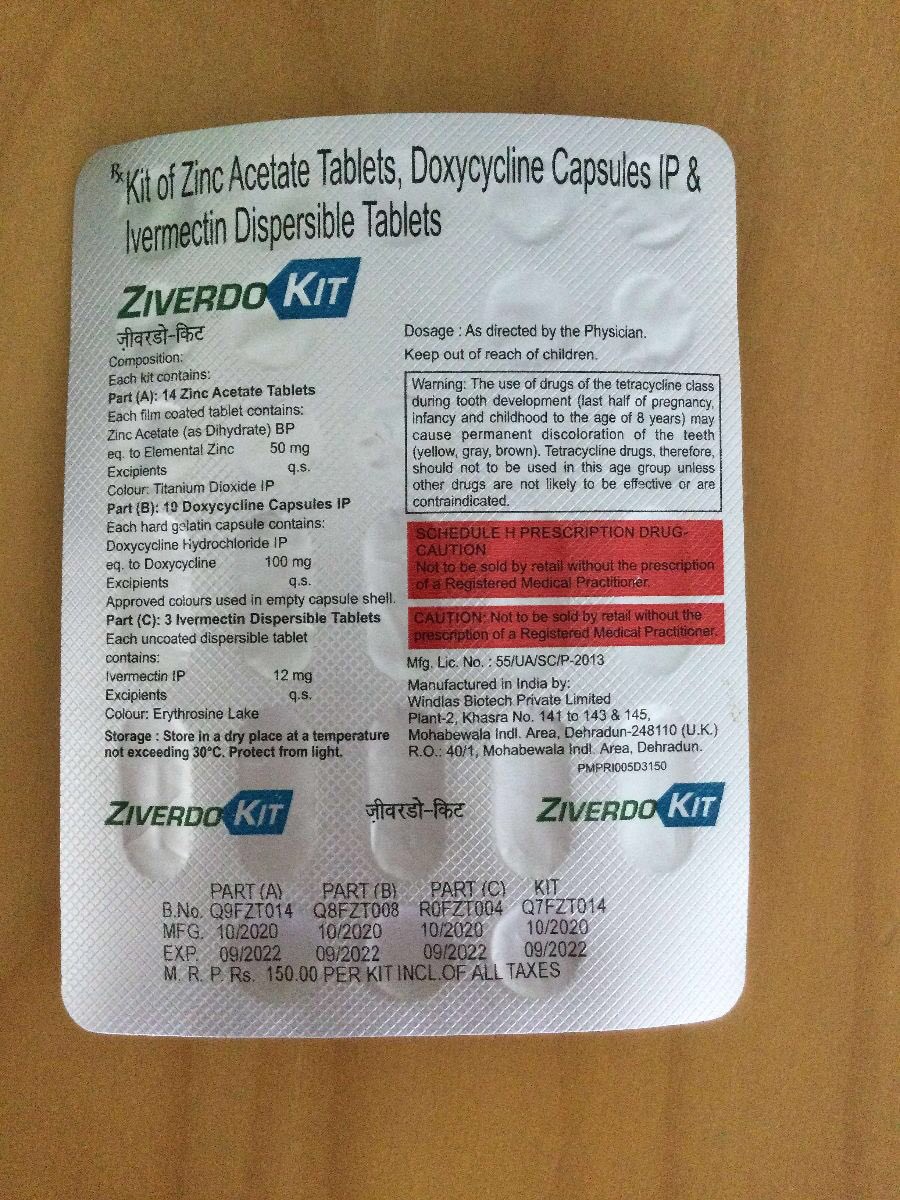 Rx Kit of Zinc Acetate Tablets, Doxycycline Capsules IP &
Ivermectin Dispersible Tablets
ZIVERDO KIT
ज़ीवरडो-किट
Composition:
Each kit contains:
Part (A): 14 Zinc Acetate Tablets
Each film coated tablet contains:
Zinc Acetate (as Dihydrate) BP
eq. to Elemental Zinc 50 mg
Excipients q.s.
Colour: Titanium Dioxide IP
Part (B): 10 Doxycycline Capsules IP
Each hard gelatin capsule contains:
Doxycycline Hydrochloride IP
eq. to Doxycycline 100 mg
Excipients q.s.
Approved colours used in empty capsule shell.
Part (C): 3 Ivermectin Dispersible Tablets
Each uncoated dispersible tablet
contains:
Ivermectin IP 12 mg
Excipients q.s.
Colour: Erythrosine Lake
Storage : Store in a dry place at a temperature
not exceeding 30°C. Protect from light.
Dosage : As directed by the Physician.
Keep out of reach of children.
Warning: The use of drugs of the tetracycline class
during tooth development (last half of pregnancy,
infancy and childhood to the age of 8 years) may
cause permanent discoloration of the teeth
(yellow, gray, brown). Tetracycline drugs, therefore,
should not to be used in this age group unless
other drugs are not likely to be effective or are
contraindicated.
SCHEDULE H PRESCRIPTION DRUG-
CAUTION
Not to be sold by retail without the prescription
of a Registered Medical Practitioner.
CAUTION: Not to be sold by retail without the
prescription of a Registered Medical Practitioner.
Mfg. Lic. No. : 55/UA/SC/P-2013
Manufactured in India by:
Windlas Biotech Private Limited
Plant-2, Khasra No. 141 to 143 & 145,
Mohabewala Indl. Area, Dehradun-248110 (U.K.)
R.O.: 40/1, Mohabewala Indl. Area, Dehradun.
PMPRI005D3150
ZIVERDO KIT ज़ीवरडो-किट ZIVERDO KIT
PART (A) PART (B) PART (C) KIT
B.No. Q9FZT014 Q8FZT008 R0FZT004 Q7FZT014
MFG. 10/2020 10/2020 10/2020 10/2020
EXP. 09/2022 09/2022 09/2022 09/2022
M. R. P. Rs. 150.00 PER KIT INCL.OF ALL TAXES